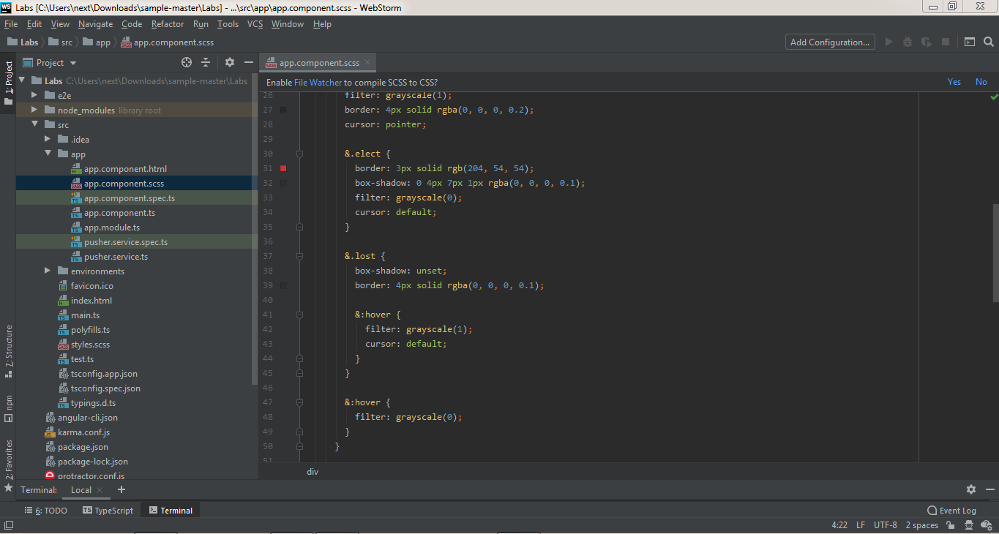 WS Labs [C:\Users\next\Downloads\sample-master\Labs] - ...\src\app\app.component.scss - WebStorm
File Edit View Navigate Code Refactor Run Tools VCS Window Help
Labs src app app.component.scss Add Configuration...
Project app.component.scss
1: Project
Labs C:\Users\next\Downloads\sample-master\Labs
e2e
node_modules library root
src
.idea
app
app.component.html
app.component.scss
app.component.spec.ts
app.component.ts
app.module.ts
pusher.service.spec.ts
pusher.service.ts
environments
favicon.ico
index.html
main.ts
polyfills.ts
styles.scss
test.ts
tsconfig.app.json
tsconfig.spec.json
typings.d.ts
angular-cli.json
karma.conf.js
package.json
package-lock.json
protractor.conf.js
7: Structure
npm
2: Favorites
Enable File Watcher to compile SCSS to CSS? Yes No
26 filter: grayscale(1);
27 border: 4px solid rgba(0, 0, 0, 0.2);
28 cursor: pointer;
29
30 &.elect {
31 border: 3px solid rgb(204, 54, 54);
32 box-shadow: 0 4px 7px 1px rgba(0, 0, 0, 0.1);
33 filter: grayscale(0);
34 cursor: default;
35 }
36
37 &.lost {
38 box-shadow: unset;
39 border: 4px solid rgba(0, 0, 0, 0.1);
40
41 &:hover {
42 filter: grayscale(1);
43 cursor: default;
44 }
45 }
46
47 &:hover {
48 filter: grayscale(0);
49 }
50 }
51
div
Terminal: Local
6: TODO TypeScript Terminal Event Log
4:22 LF UTF-8 2 spaces